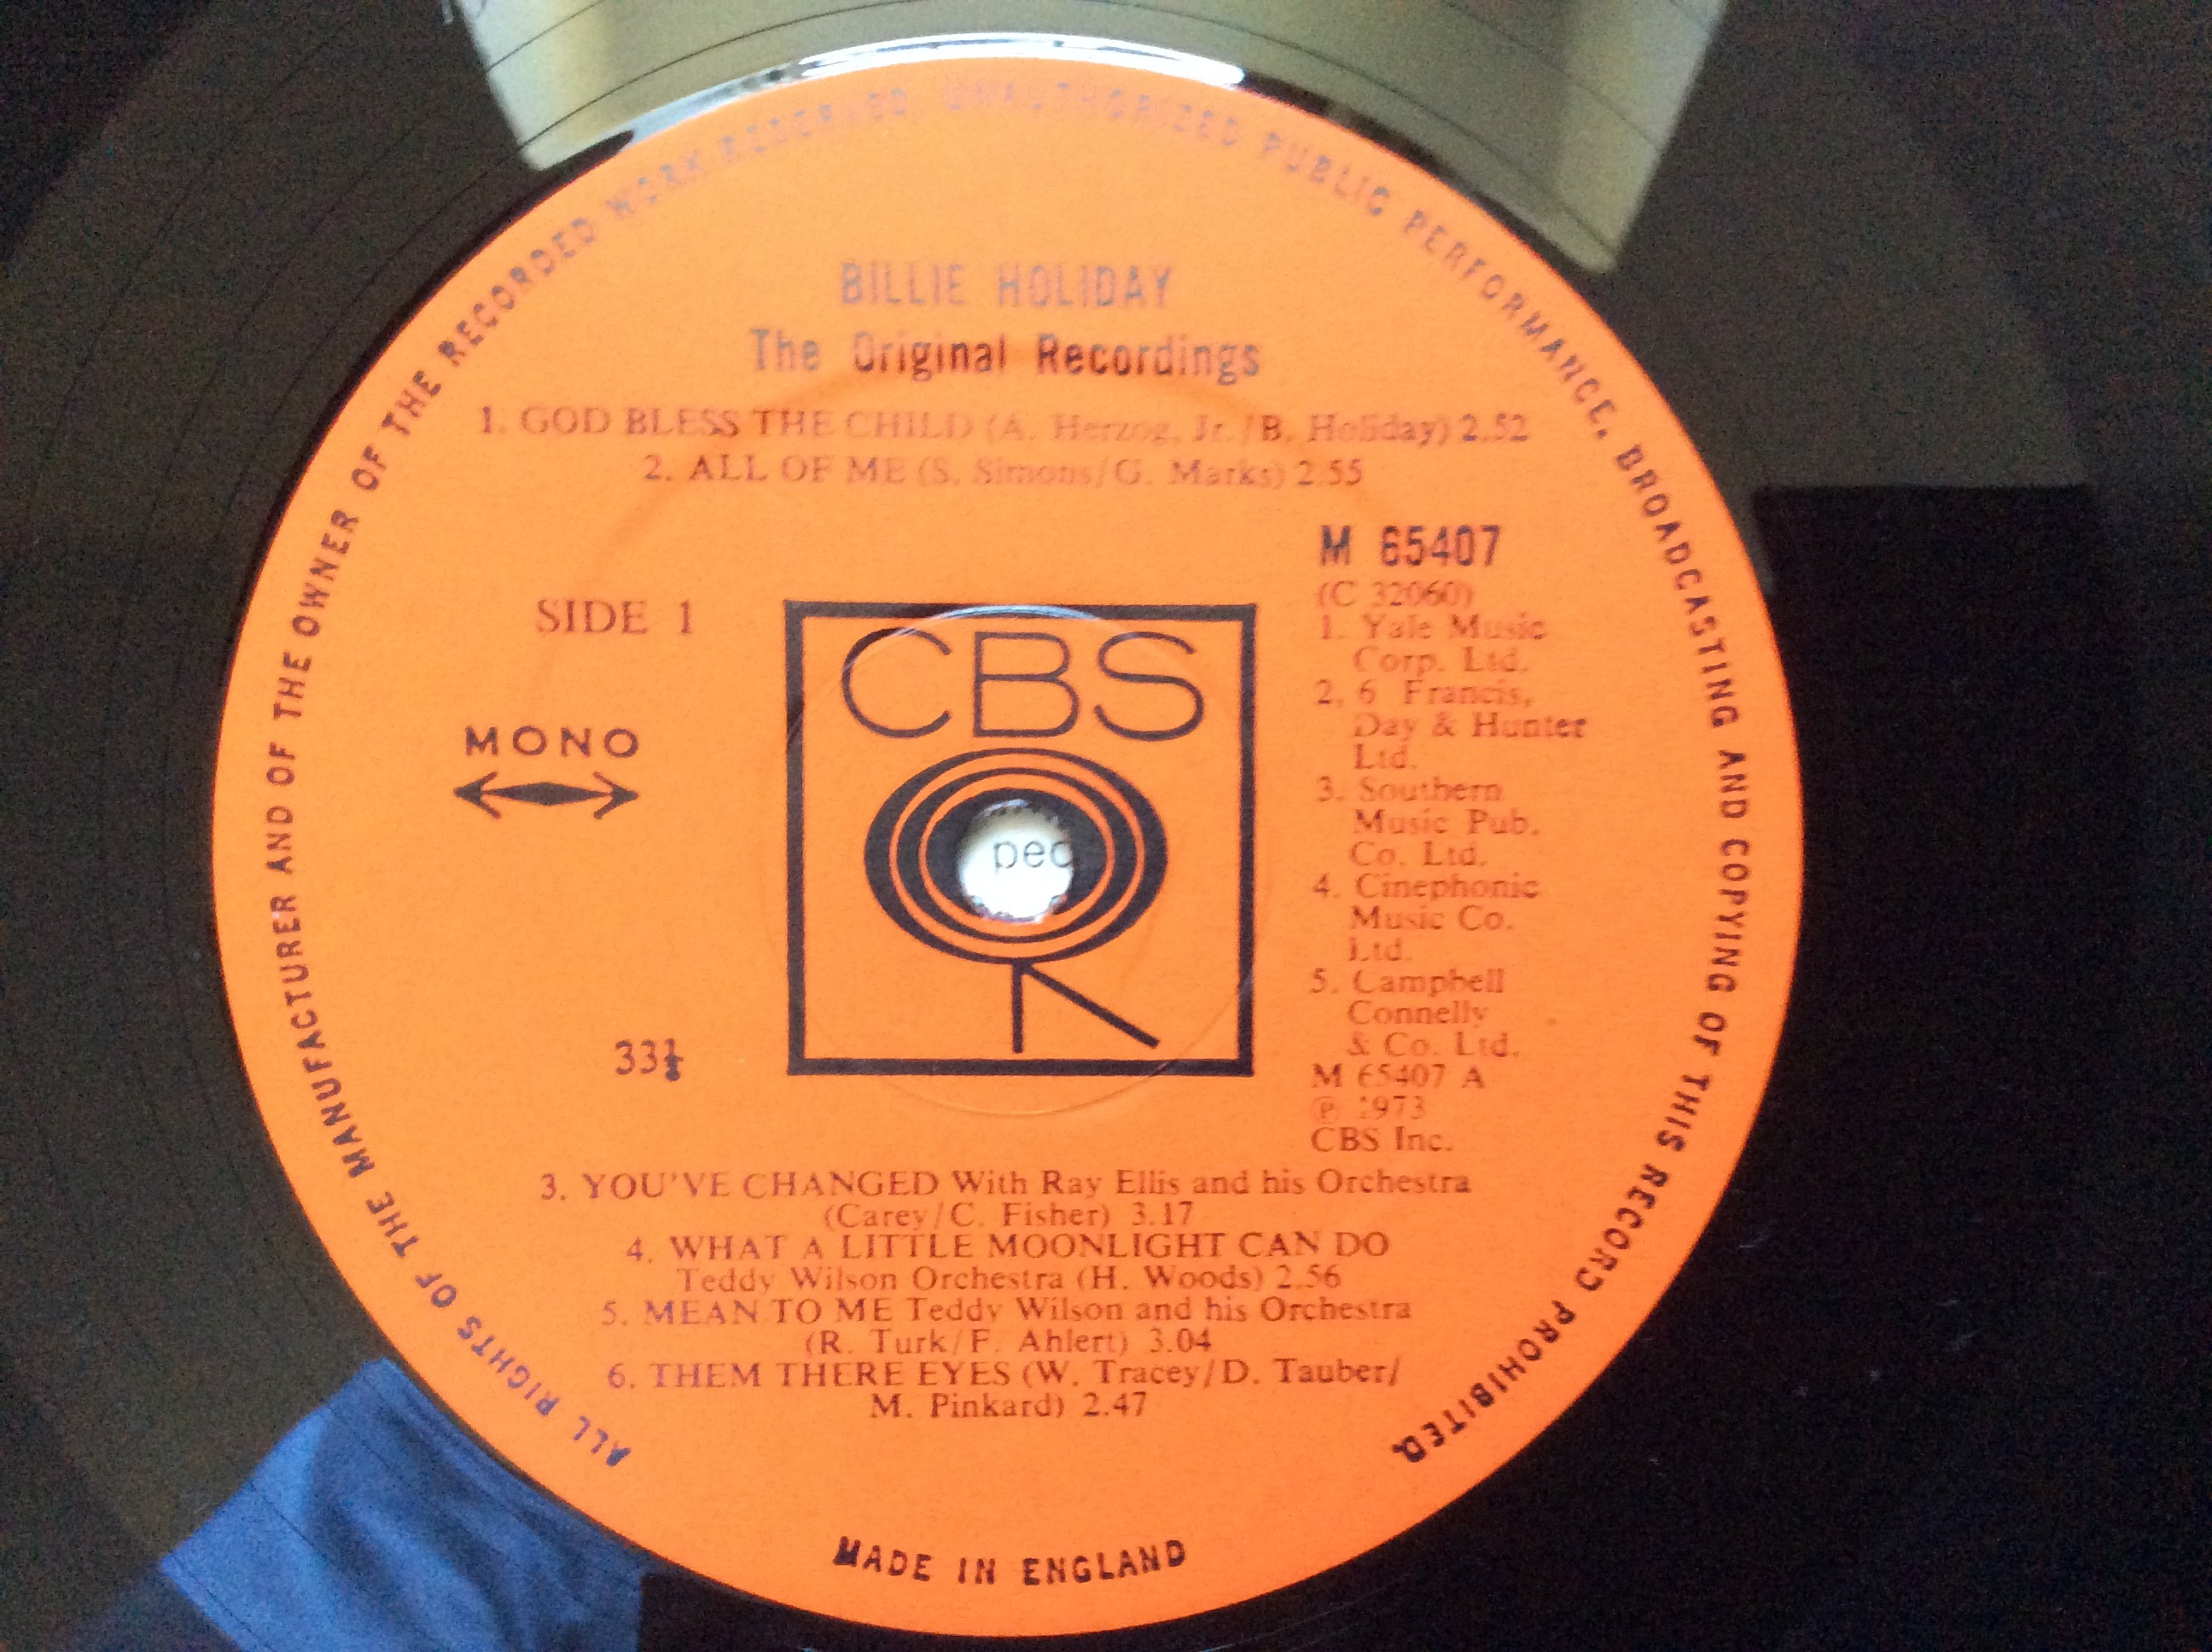 ALL RIGHTS OF THE MANUFACTURER AND OF THE OWNER OF THE RECORDED WORK RESERVED UNAUTHORIZED PUBLIC PERFORMANCE, BROADCASTING AND COPYING OF THIS RECORD PROHIBITED.
BILLIE HOLIDAY
The Original Recordings
1. GOD BLESS THE CHILD (A. Herzog, Jr./B. Holiday) 2.52
2. ALL OF ME (S. Simons/G. Marks) 2.55
SIDE 1
MONO
33⅓
CBS
pec
M 65407
(C 32060)
1. Yale Music
Corp. Ltd.
2, 6 Francis,
Day & Hunter
Ltd.
3. Southern
Music Pub.
Co. Ltd.
4. Cinephonic
Music Co.
Ltd.
5. Campbell
Connelly
& Co. Ltd.
M 65407 A
℗ 1973
CBS Inc.
3. YOU'VE CHANGED With Ray Ellis and his Orchestra
(Carey/C. Fisher) 3.17
4. WHAT A LITTLE MOONLIGHT CAN DO
Teddy Wilson Orchestra (H. Woods) 2.56
5. MEAN TO ME Teddy Wilson and his Orchestra
(R. Turk/F. Ahlert) 3.04
6. THEM THERE EYES (W. Tracey/D. Tauber/
M. Pinkard) 2.47
MADE IN ENGLAND